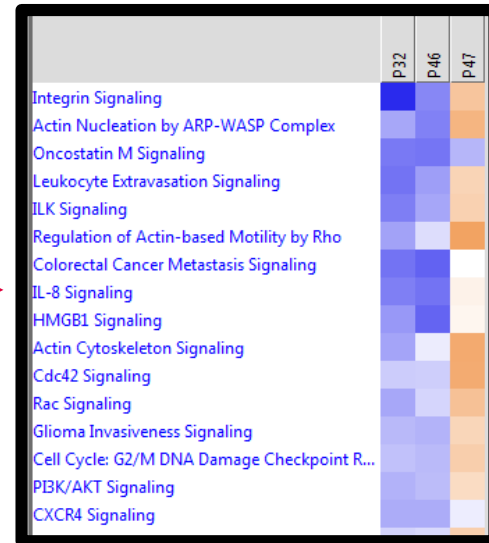 P32 P46 P47
Integrin Signaling
Actin Nucleation by ARP-WASP Complex
Oncostatin M Signaling
Leukocyte Extravasation Signaling
ILK Signaling
Regulation of Actin-based Motility by Rho
Colorectal Cancer Metastasis Signaling
IL-8 Signaling
HMGB1 Signaling
Actin Cytoskeleton Signaling
Cdc42 Signaling
Rac Signaling
Glioma Invasiveness Signaling
Cell Cycle: G2/M DNA Damage Checkpoint R...
PI3K/AKT Signaling
CXCR4 Signaling